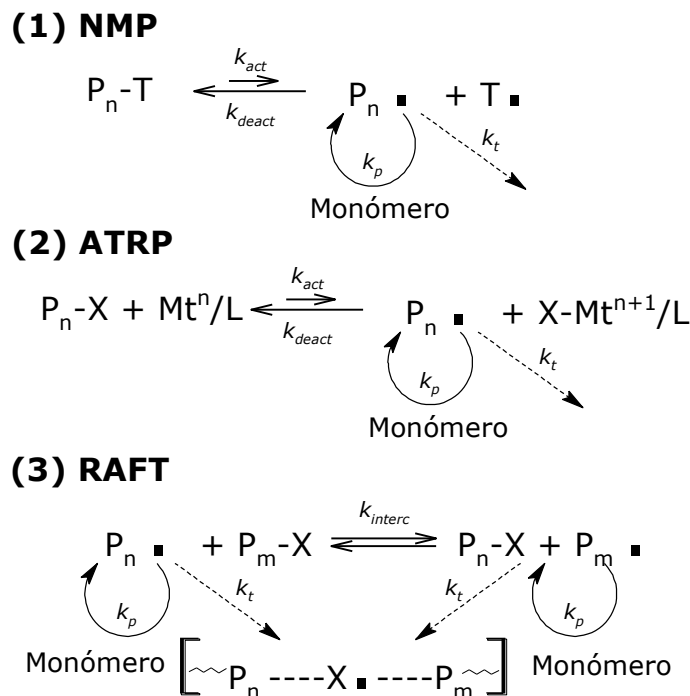 (1) NMP
k_act
P_n-T P_n ▪ + T▪
k_deact
k_t
k_p
Monómero
(2) ATRP
k_act
P_n-X + Mt^n/L P_n ▪ + X-Mt^{n+1}/L
k_deact
k_t
k_p
Monómero
(3) RAFT
k_interc
P_n ▪ + P_m-X P_n-X + P_m ▪
k_t k_t
k_p k_p
Monómero Monómero
[P_n ----X▪----P_m]